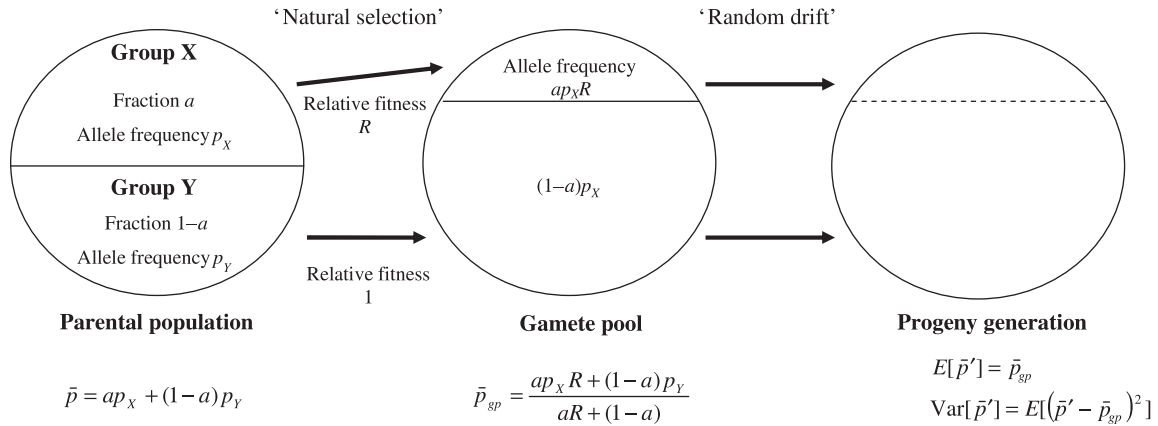 ‘Natural selection’
‘Random drift’
Group X
Fraction a
Allele frequency p_X
Relative fitness
R
Allele frequency
ap_XR
Group Y
Fraction 1–a
Allele frequency p_Y
Relative fitness
1
(1–a)p_X
Parental population
Gamete pool
Progeny generation
p̄ = ap_X + (1−a)p_Y
p̄_gp = (ap_X R + (1−a)p_Y) / (aR + (1−a))
E[p̄′] = p̄_gp
Var[p̄′] = E[(p̄′ − p̄_gp)²]